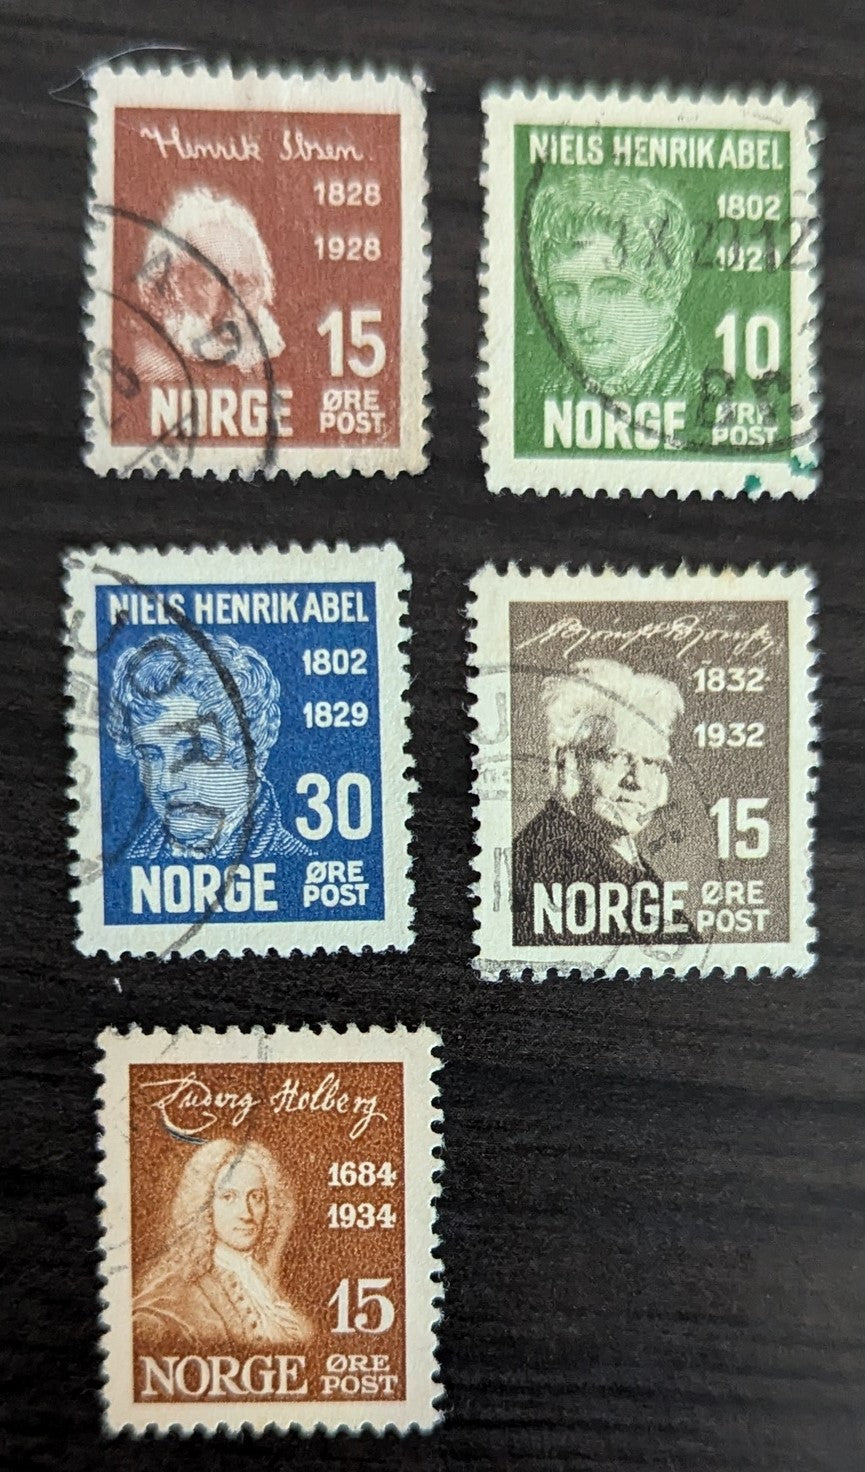 Henrik Ibsen
1828
1928
15
NORGE ØRE
POST
NIELS HENRIK ABEL
1802
1829
10
NORGE ØRE
POST
NIELS HENRIK ABEL
1802
1829
30
NORGE ØRE
POST
1832
1932
15
NORGE ØRE
POST
Ludvig Holberg
1684
1934
15
NORGE ØRE
POST